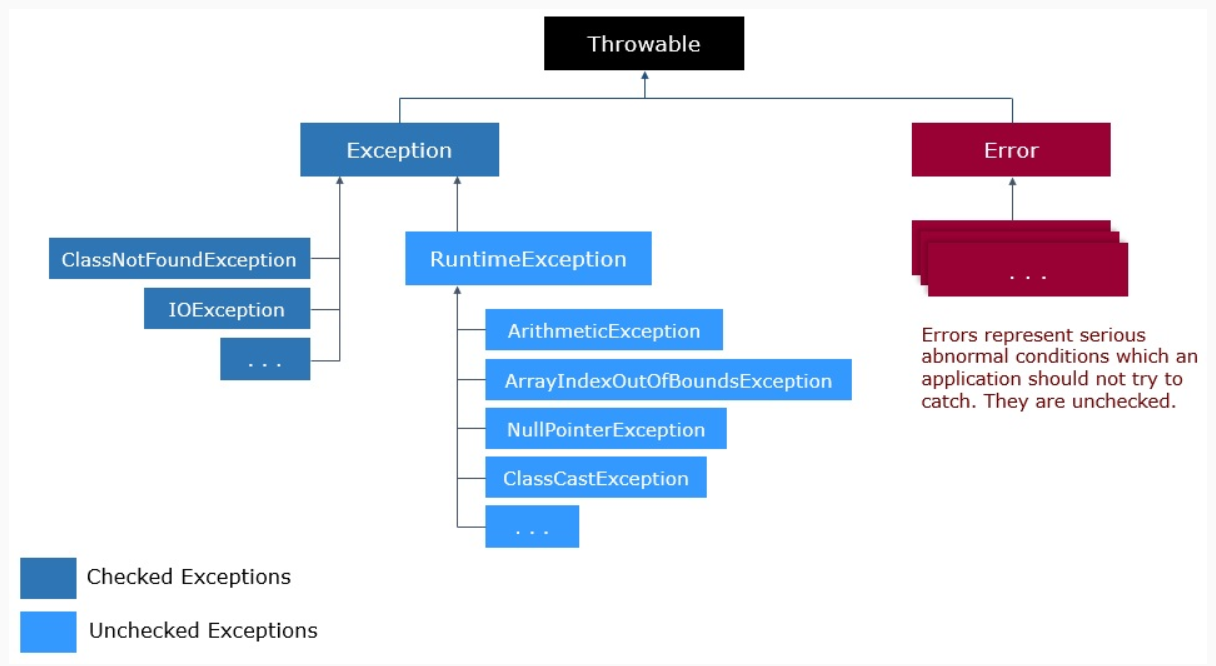 Throwable
Exception
Error
ClassNotFoundException
RuntimeException
IOException
. . .
. . .
ArithmeticException
ArrayIndexOutOfBoundsException
NullPointerException
ClassCastException
. . .
Errors represent serious
abnormal conditions which an
application should not try to
catch. They are unchecked.
Checked Exceptions
Unchecked Exceptions